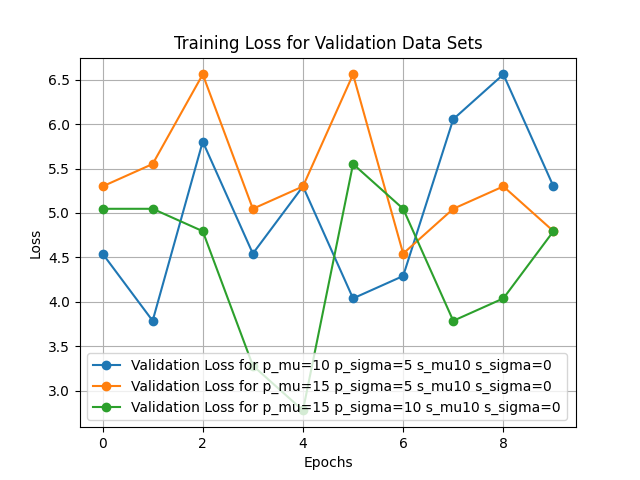 Training Loss for Validation Data Sets
6.5
6.0
5.5
5.0
4.5
4.0
3.5
3.0
Loss
Validation Loss for p_mu=10 p_sigma=5 s_mu10 s_sigma=0
Validation Loss for p_mu=15 p_sigma=5 s_mu10 s_sigma=0
Validation Loss for p_mu=15 p_sigma=10 s_mu10 s_sigma=0
0 2 4 6 8
Epochs